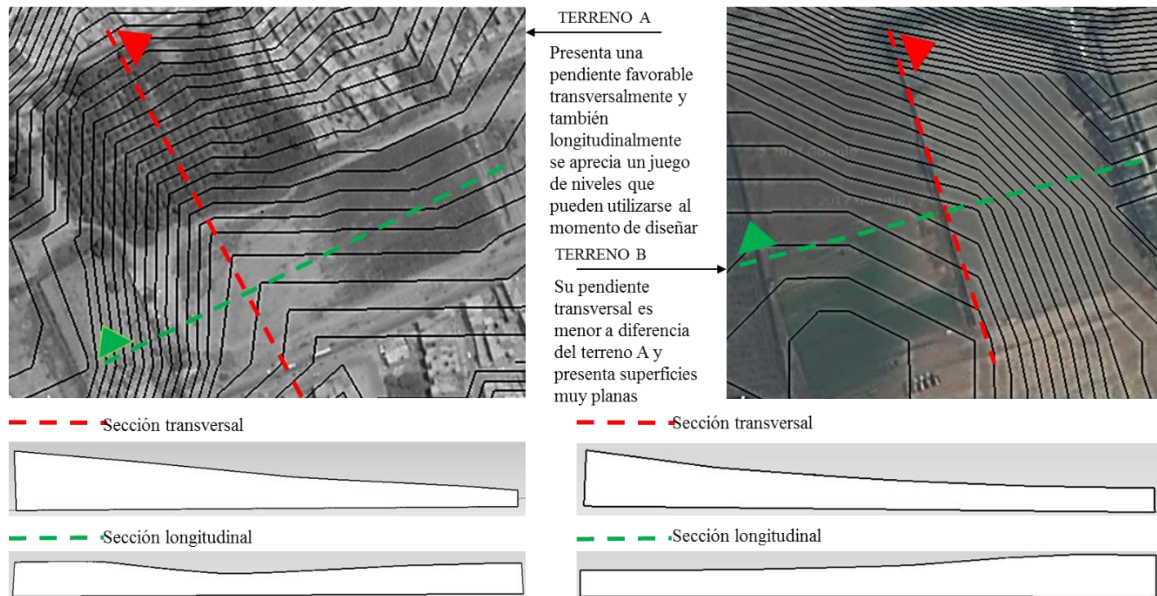 TERRENO A
Presenta una
pendiente favorable
transversalmente y
también
longitudinalmente
se aprecia un juego
de niveles que
pueden utilizarse al
momento de diseñar
TERRENO B
Su pendiente
transversal es
menor a diferencia
del terreno A y
presenta superficies
muy planas
Sección transversal
Sección transversal
Sección longitudinal
Sección longitudinal